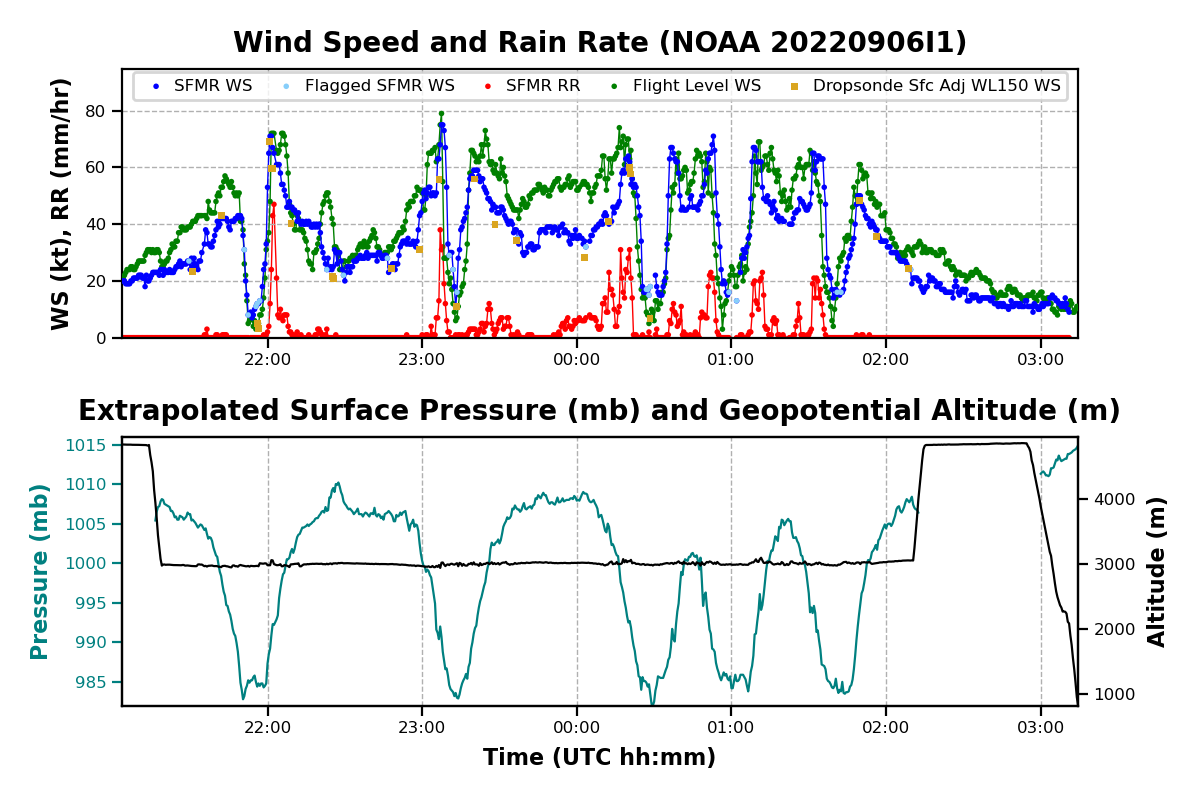 Wind Speed and Rain Rate (NOAA 20220906I1)
SFMR WS Flagged SFMR WS SFMR RR Flight Level WS Dropsonde Sfc Adj WL150 WS
WS (kt), RR (mm/hr)
80
60
40
20
0
22:00 23:00 00:00 01:00 02:00 03:00
Extrapolated Surface Pressure (mb) and Geopotential Altitude (m)
Pressure (mb)
1015
1010
1005
1000
995
990
985
4000
3000
2000
1000
Altitude (m)
22:00 23:00 00:00 01:00 02:00 03:00
Time (UTC hh:mm)